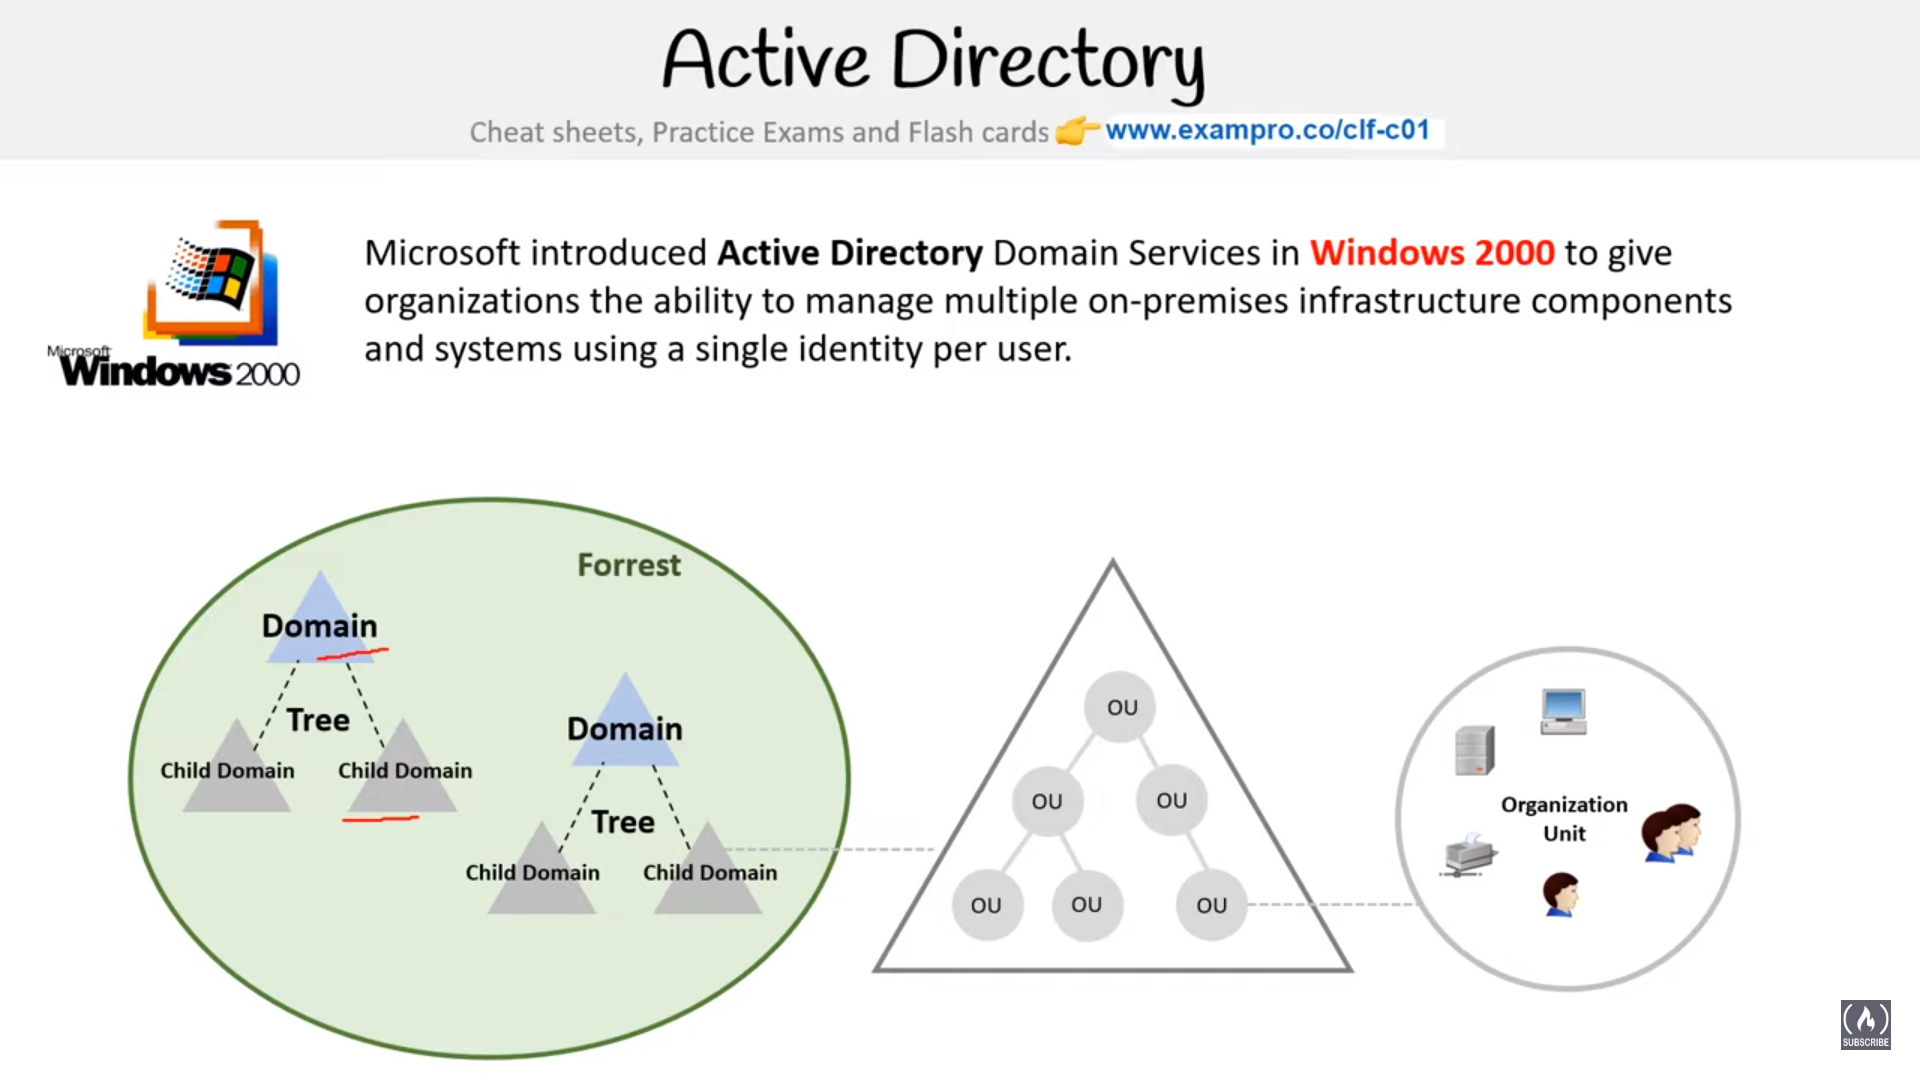 Active Directory
Cheat sheets, Practice Exams and Flash cards 👉 www.exampro.co/clf-c01
Microsoft introduced Active Directory Domain Services in Windows 2000 to give
organizations the ability to manage multiple on-premises infrastructure components
and systems using a single identity per user.
Microsoft
Windows 2000
Forrest
Domain
Tree
Child Domain
Child Domain
Domain
Tree
Child Domain
Child Domain
OU
OU
OU
OU
OU
OU
Organization
Unit
SUBSCRIBE